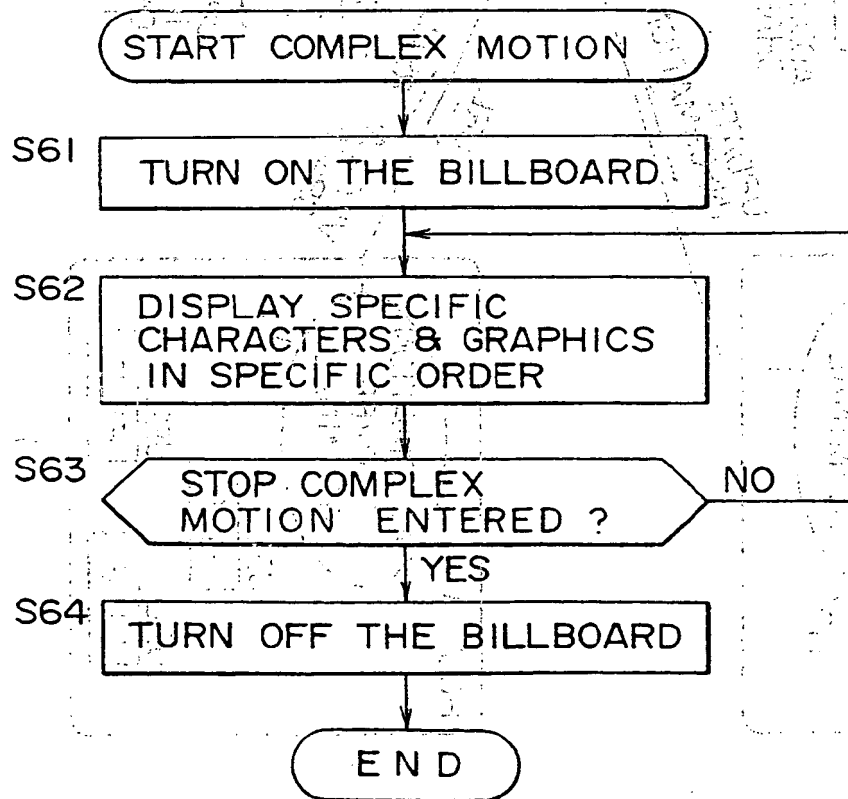 START COMPLEX MOTION
S61
TURN ON THE BILLBOARD
S62
DISPLAY SPECIFIC
CHARACTERS & GRAPHICS
IN SPECIFIC ORDER
S63
STOP COMPLEX
MOTION ENTERED ?
NO
YES
S64
TURN OFF THE BILLBOARD
END